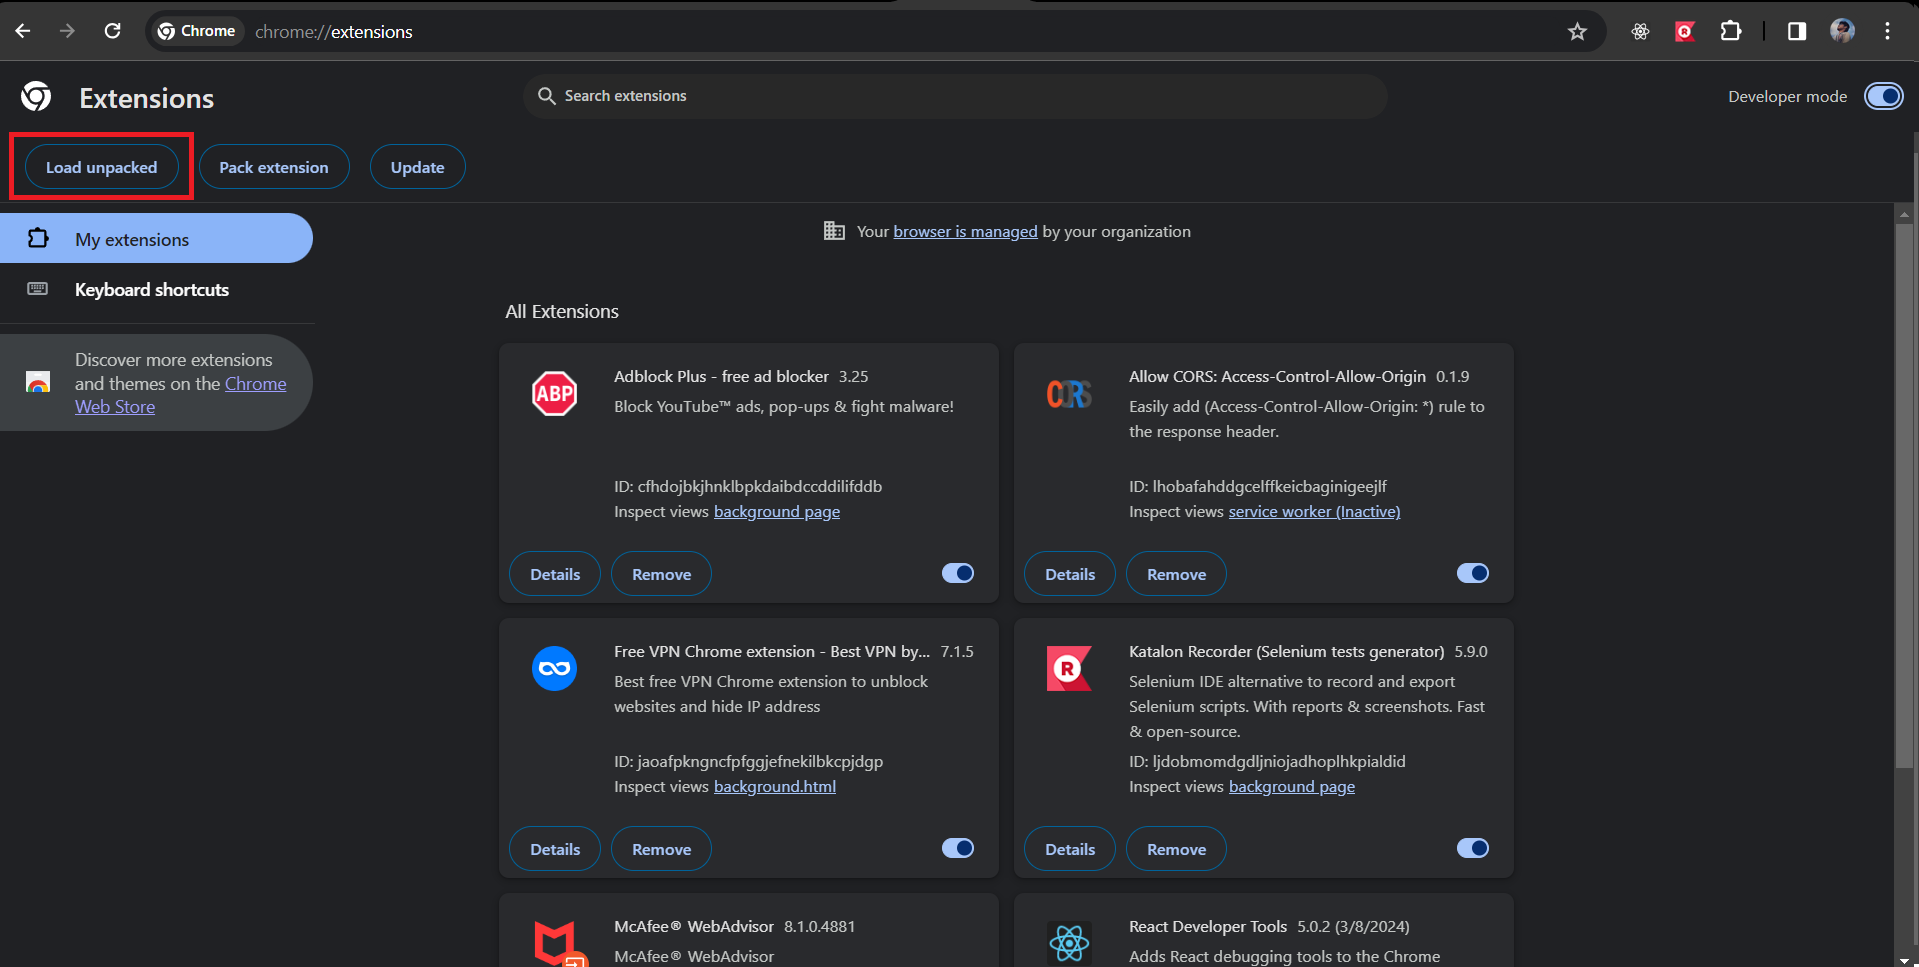 Chrome
chrome://extensions
Extensions
Search extensions
Developer mode
Load unpacked
Pack extension
Update
My extensions
Keyboard shortcuts
Discover more extensions
and themes on the Chrome
Web Store
Your browser is managed by your organization
All Extensions
ABP
Adblock Plus - free ad blocker 3.25
Block YouTube™ ads, pop-ups & fight malware!
ID: cfhdojbkjhnklbpkdaibdccddilifddb
Inspect views background page
Details
Remove
CORS
Allow CORS: Access-Control-Allow-Origin 0.1.9
Easily add (Access-Control-Allow-Origin: *) rule to
the response header.
ID: lhobafahddgcelffkeicbaginigeejlf
Inspect views service worker (Inactive)
Details
Remove
Free VPN Chrome extension - Best VPN by... 7.1.5
Best free VPN Chrome extension to unblock
websites and hide IP address
ID: jaoafpkngncfpfggjefnekilbkcpjdgp
Inspect views background.html
Details
Remove
R
Katalon Recorder (Selenium tests generator) 5.9.0
Selenium IDE alternative to record and export
Selenium scripts. With reports & screenshots. Fast
& open-source.
ID: ljdobmomdgdljniojadhoplhkpialdid
Inspect views background page
Details
Remove
McAfee® WebAdvisor 8.1.0.4881
McAfee® WebAdvisor
React Developer Tools 5.0.2 (3/8/2024)
Adds React debugging tools to the Chrome